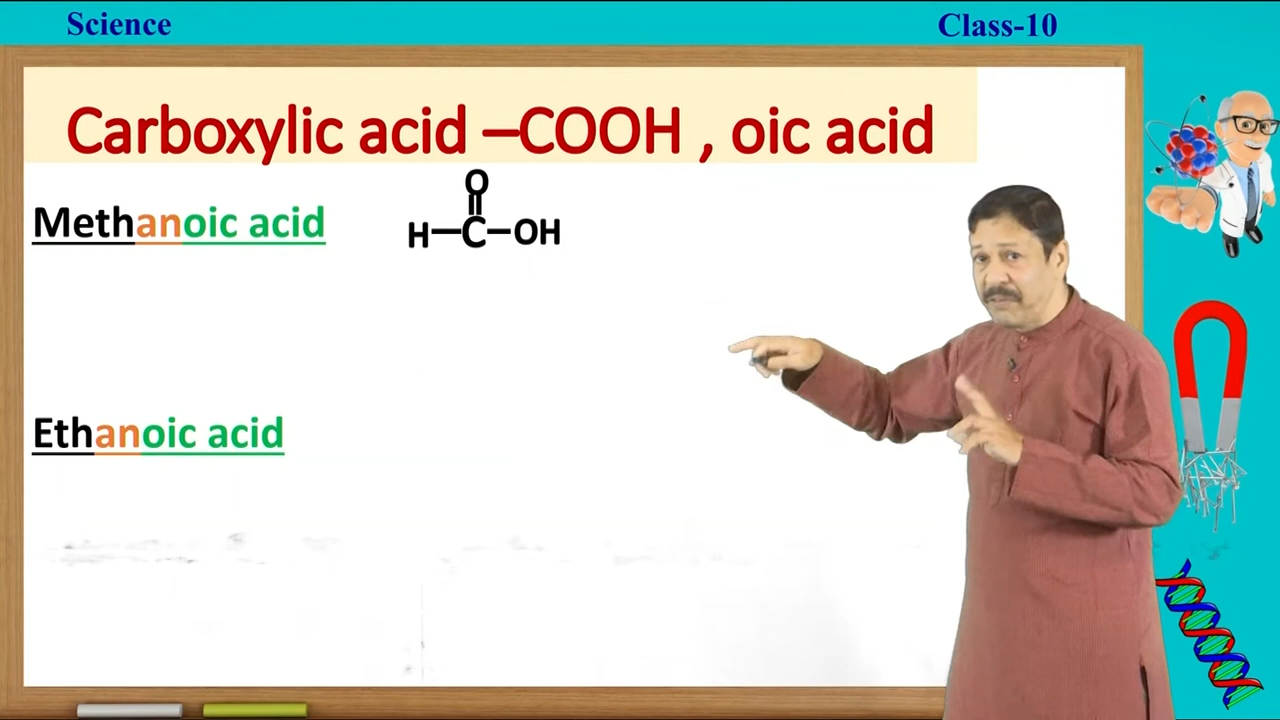 Science
Class-10
Carboxylic acid –COOH , oic acid
Methanoic acid
O
H–C–OH
Ethanoic acid